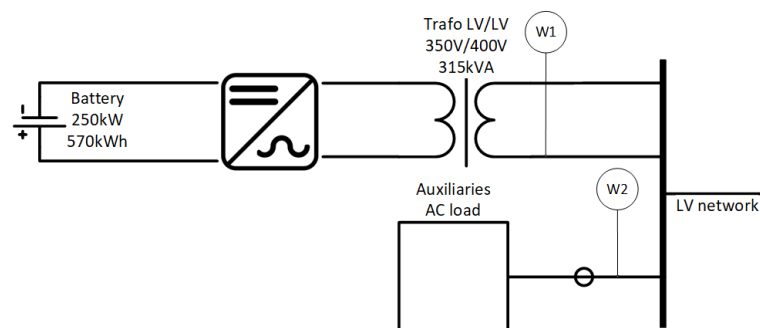 Trafo LV/LV
350V/400V
315kVA
W1
-
Battery
250kW
570kWh
+
Auxiliaries
AC load
W2
LV network